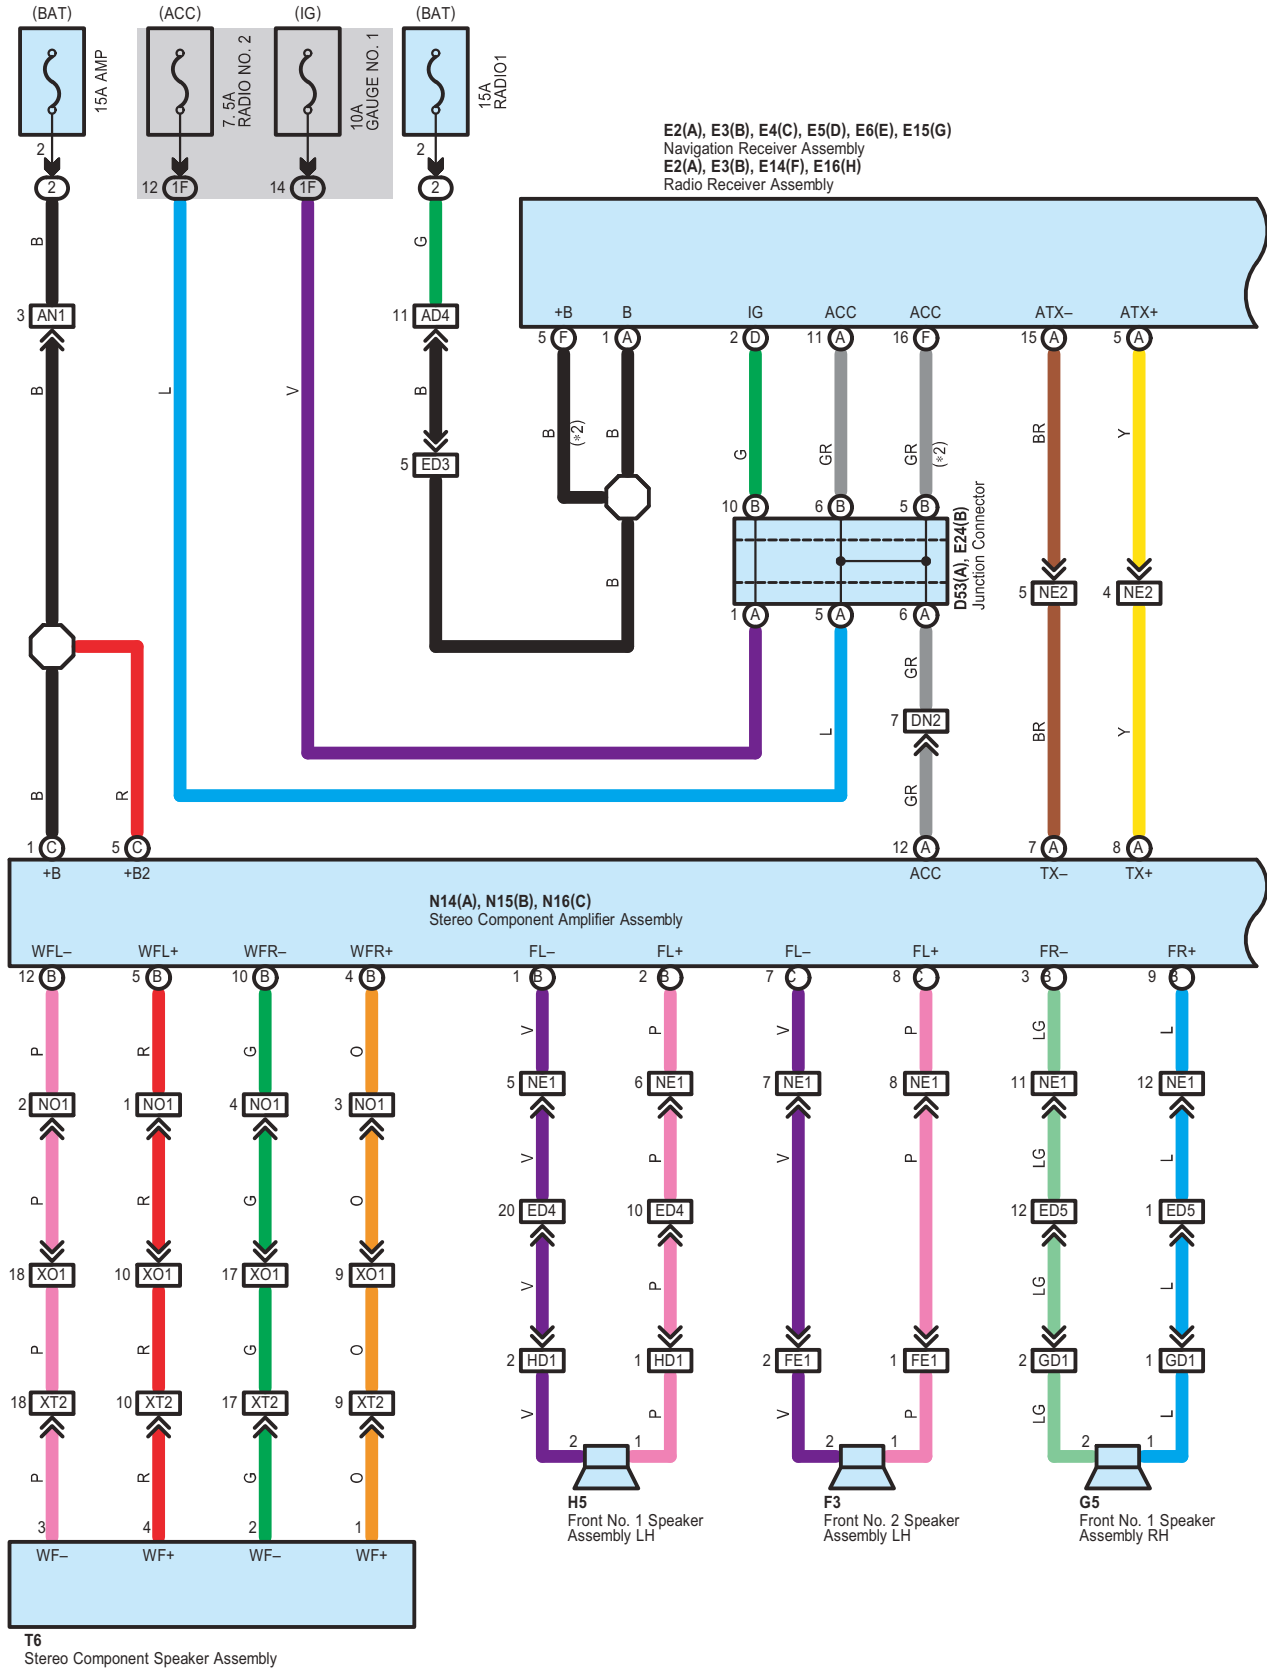 (BAT) (ACC) (IG) (BAT)
15A AMP
7. 5A
RADIO NO. 2
10A
GAUGE NO. 1
15A
RADIO1
2 2
2 12 1F 14 1F 2
E2(A), E3(B), E4(C), E5(D), E6(E), E15(G)
Navigation Receiver Assembly
E2(A), E3(B), E14(F), E16(H)
Radio Receiver Assembly
B G
3 AN1 11 AD4
+B B IG ACC ACC ATX– ATX+
5 F 1 A 2 D 11 A 16 F 15 A 5 A
B L V B
B (*2) B G GR GR (*2) BR Y
5 ED3
10 B 6 B 5 B
D53(A), E24(B)
Junction Connector
B
5 NE2 4 NE2
1 A 5 A 6 A
GR
7 DN2
L BR Y
B R GR
1 C 5 C 12 A 7 A 8 A
+B +B2 ACC TX– TX+
N14(A), N15(B), N16(C)
Stereo Component Amplifier Assembly
WFL– WFL+ WFR– WFR+ FL– FL+ FL– FL+ FR– FR+
12 B 5 B 10 B 4 B 1 B 2 B 7 C 8 C 3 B 9 B
P R G O V P V P LG L
5 NE1 6 NE1 7 NE1 8 NE1 11 NE1 12 NE1
2 NO1 1 NO1 4 NO1 3 NO1
V P V P LG L
P R G O
20 ED4 10 ED4 12 ED5 1 ED5
18 XO1 10 XO1 17 XO1 9 XO1
V P LG L
P R G O
2 HD1 1 HD1 2 FE1 1 FE1 2 GD1 1 GD1
18 XT2 10 XT2 17 XT2 9 XT2
V P V P LG L
2 1 2 1 2 1
P R G O
H5
Front No. 1 Speaker
Assembly LH
F3
Front No. 2 Speaker
Assembly LH
G5
Front No. 1 Speaker
Assembly RH
3 4 2 1
WF– WF+ WF– WF+
T6
Stereo Component Speaker Assembly